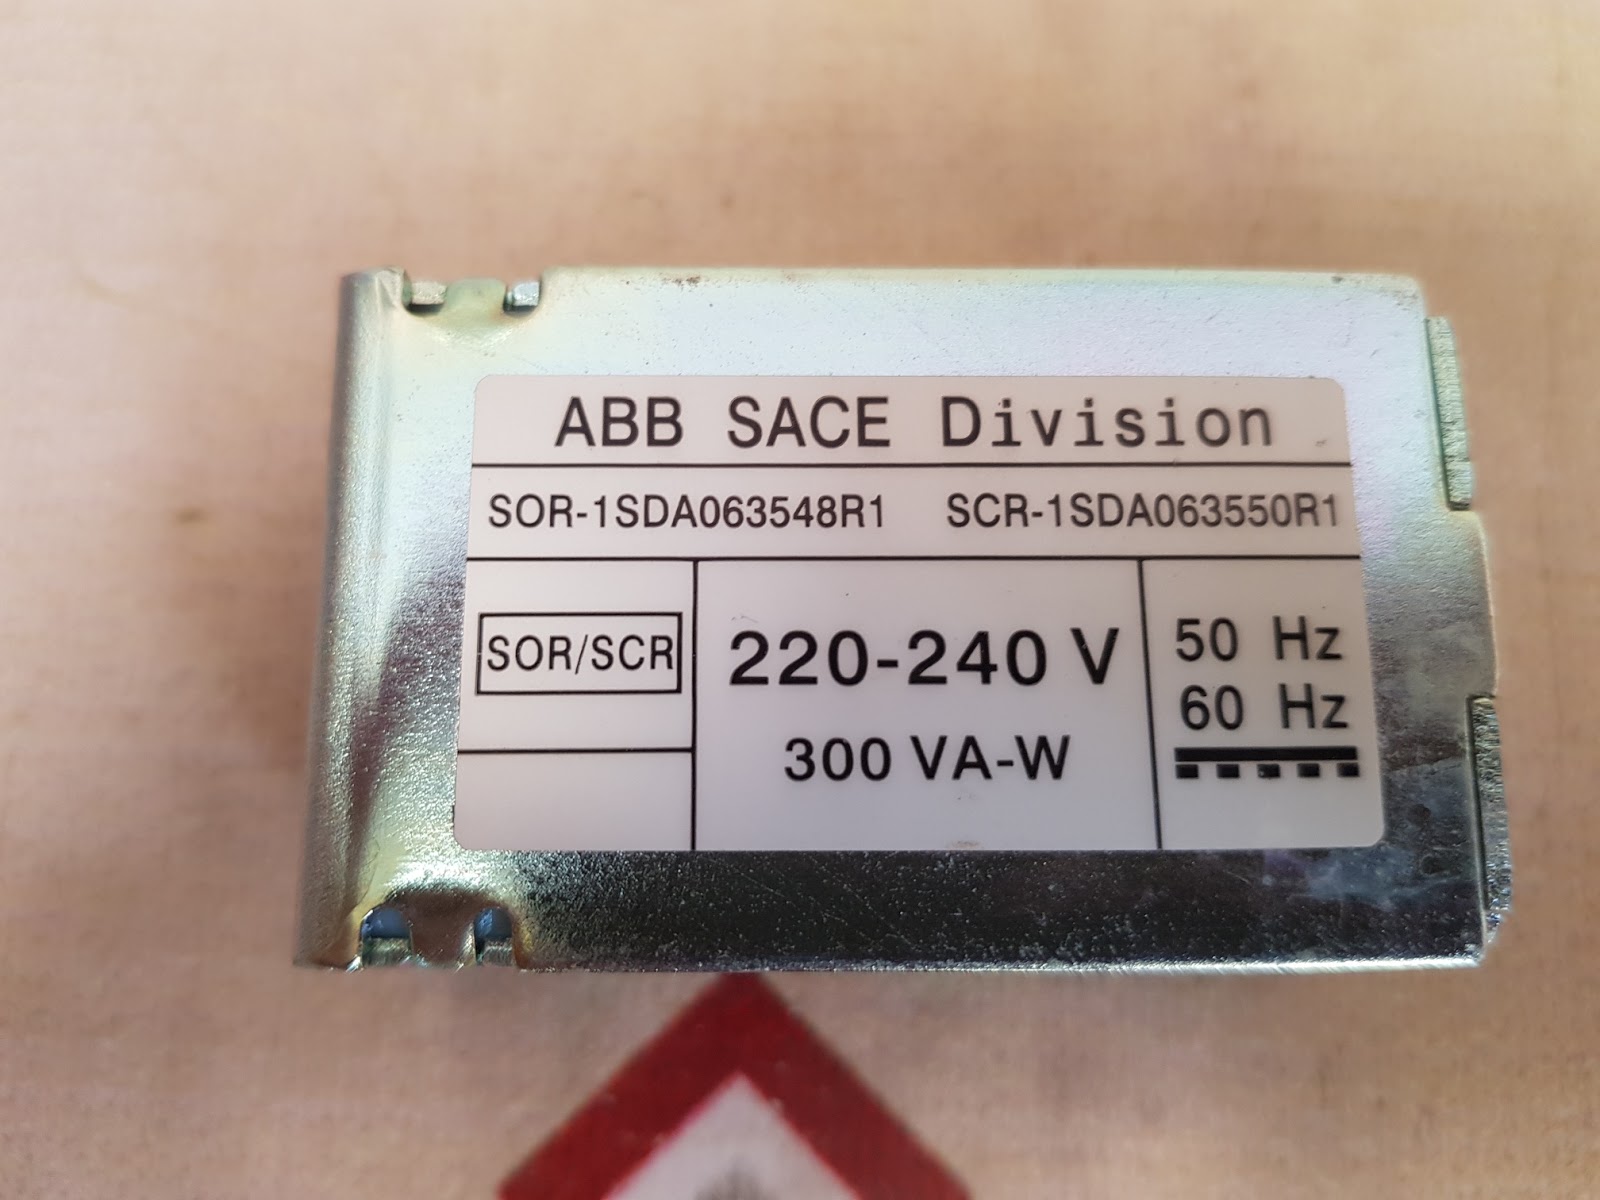 ABB SACE Division
SOR-1SDA063548R1 SCR-1SDA063550R1
SOR/SCR
220-240 V
300 VA-W
50 Hz
60 Hz